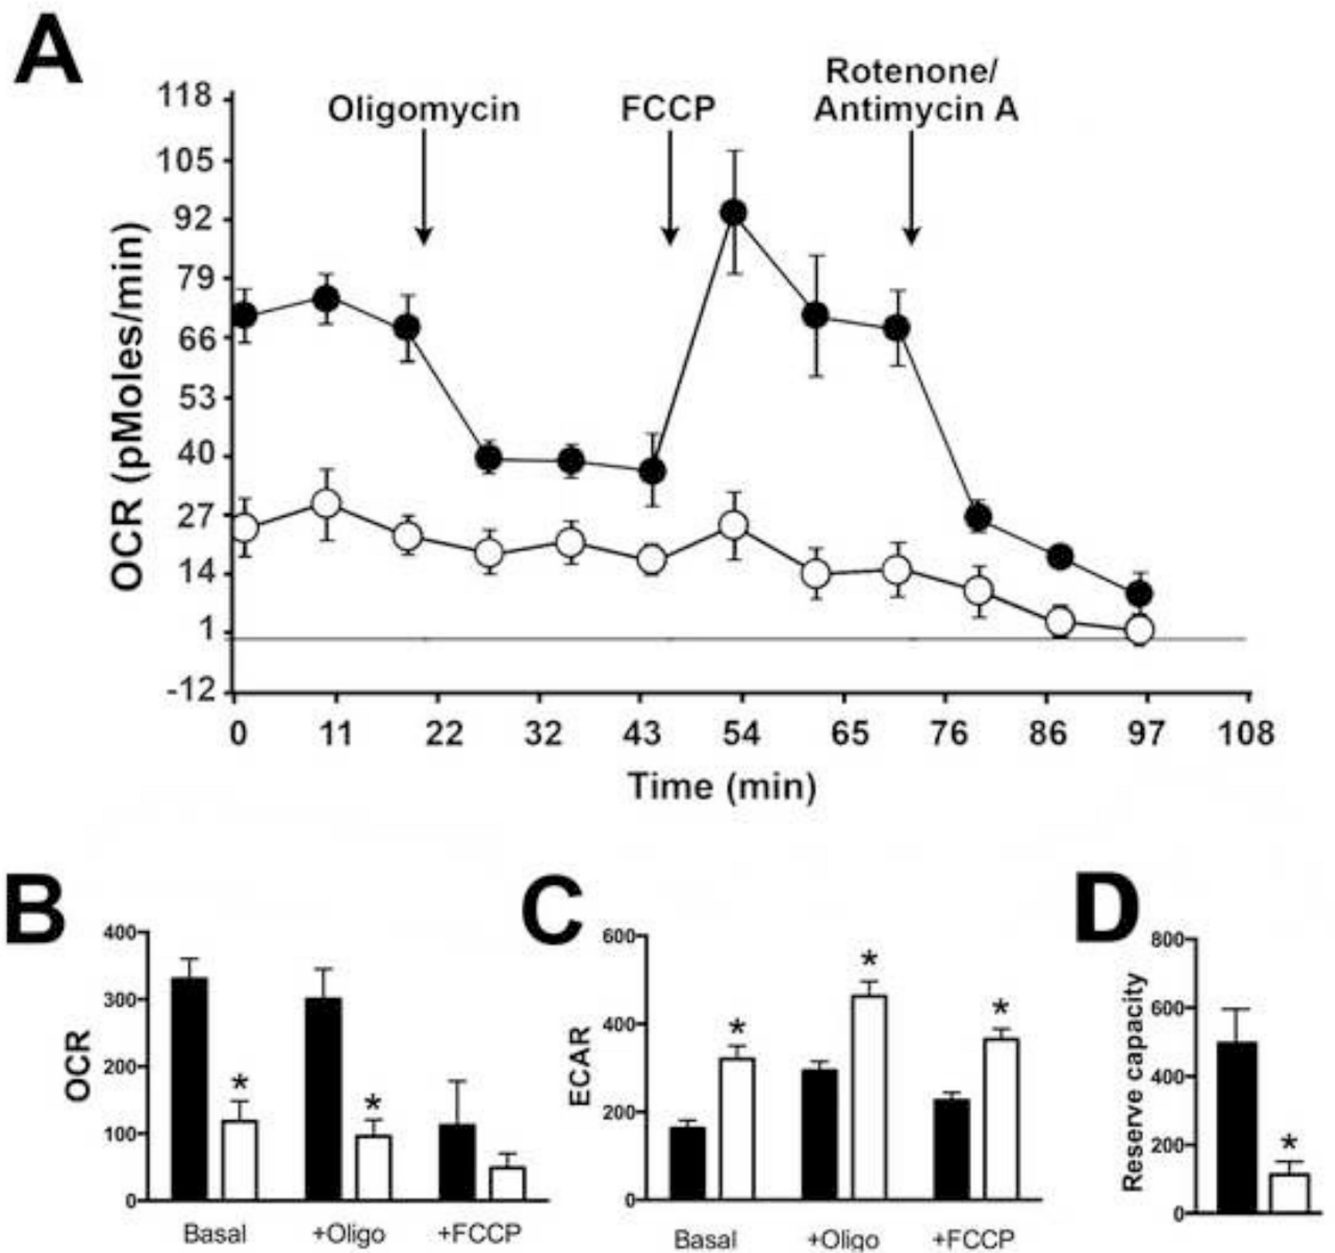 A
Rotenone/
Oligomycin FCCP Antimycin A
118
105
92
79
66
53
40
27
14
1
-12
OCR (pMoles/min)
0 11 22 32 43 54 65 76 86 97 108
Time (min)
B
400
300
200
100
0
OCR
* *
Basal +Oligo +FCCP
C
600
400
200
0
ECAR
* * *
Basal +Oligo +FCCP
D
800
600
400
200
0
Reserve capacity
*